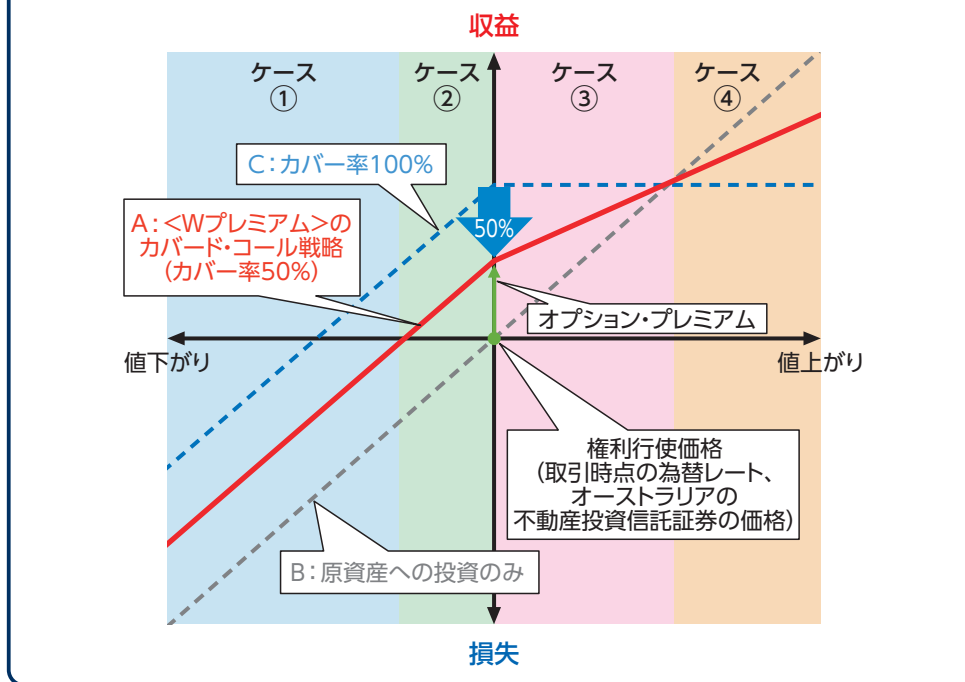 収益
ケース
①
ケース
②
ケース
③
ケース
④
C：カバー率100%
A：<Wプレミアム>の
カバード・コール戦略
(カバー率50%)
50%
オプション・プレミアム
値下がり
値上がり
権利行使価格
(取引時点の為替レート、
オーストラリアの
不動産投資信託証券の価格)
B：原資産への投資のみ
損失